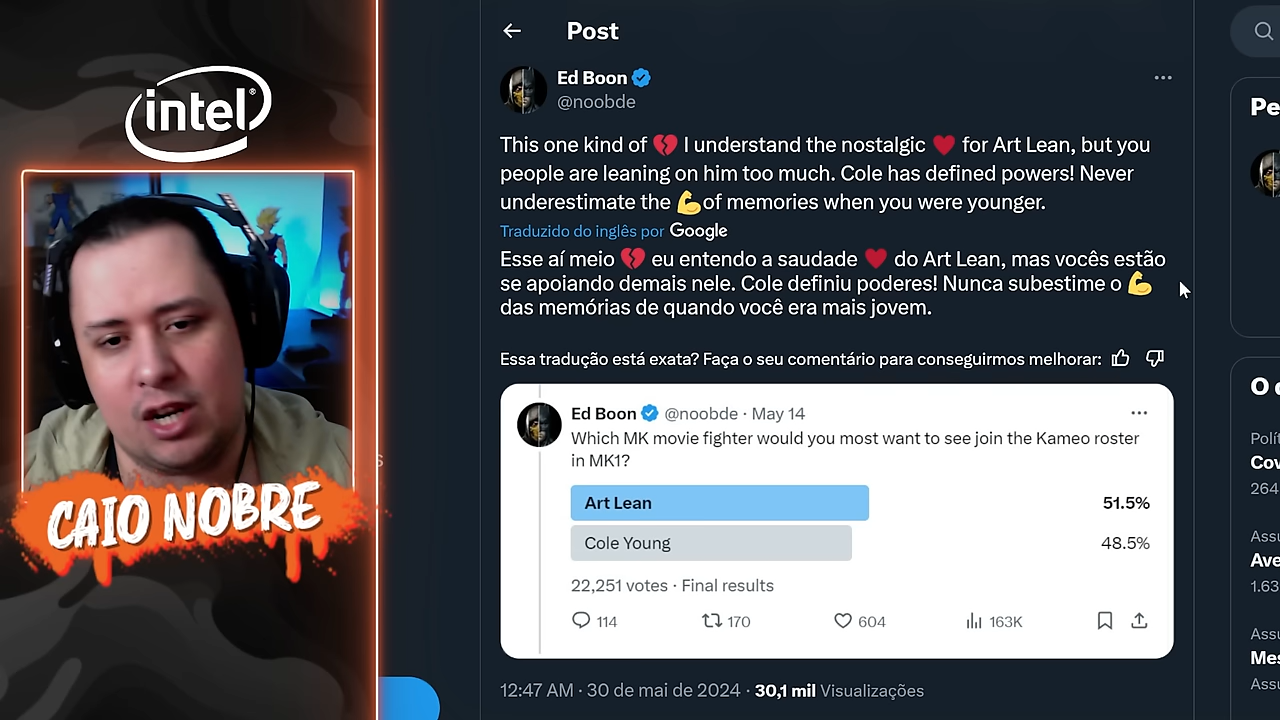 intel®
CAIO NOBRE
s
Post
Ed Boon
@noobde
This one kind of 💔 I understand the nostalgic ♥️ for Art Lean, but you
people are leaning on him too much. Cole has defined powers! Never
underestimate the 💪of memories when you were younger.
Traduzido do inglês por Google
Esse aí meio 💔 eu entendo a saudade ♥️ do Art Lean, mas vocês estão
se apoiando demais nele. Cole definiu poderes! Nunca subestime o 💪
das memórias de quando você era mais jovem.
Essa tradução está exata? Faça o seu comentário para conseguirmos melhorar:
Ed Boon @noobde · May 14
Which MK movie fighter would you most want to see join the Kameo roster
in MK1?
Art Lean 51.5%
Cole Young 48.5%
22,251 votes · Final results
114 170 604 163K
12:47 AM · 30 de mai de 2024 · 30,1 mil Visualizações
Pe
O
Polít
Cov
264
Assu
Ave
1.63
Assu
Mes
Assu